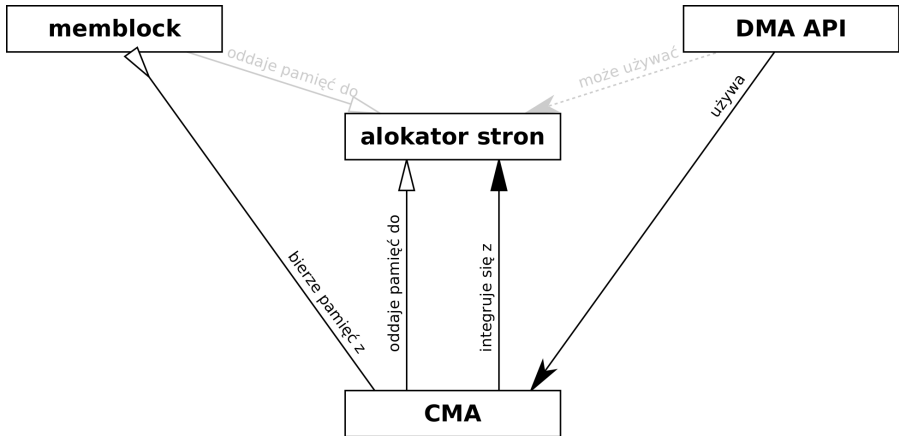 memblock
DMA API
oddaje pamięć do
może używać
używa
alokator stron
bierze pamięć z
oddaje pamięć do
integruje się z
CMA